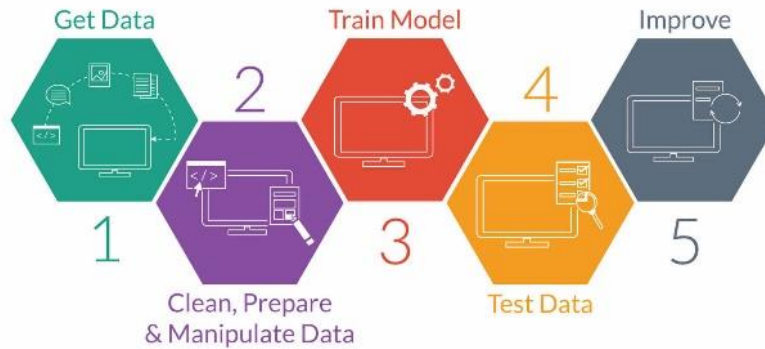 Get Data
1
2
Clean, Prepare
& Manipulate Data
Train Model
3
4
Test Data
Improve
5
</>
</>